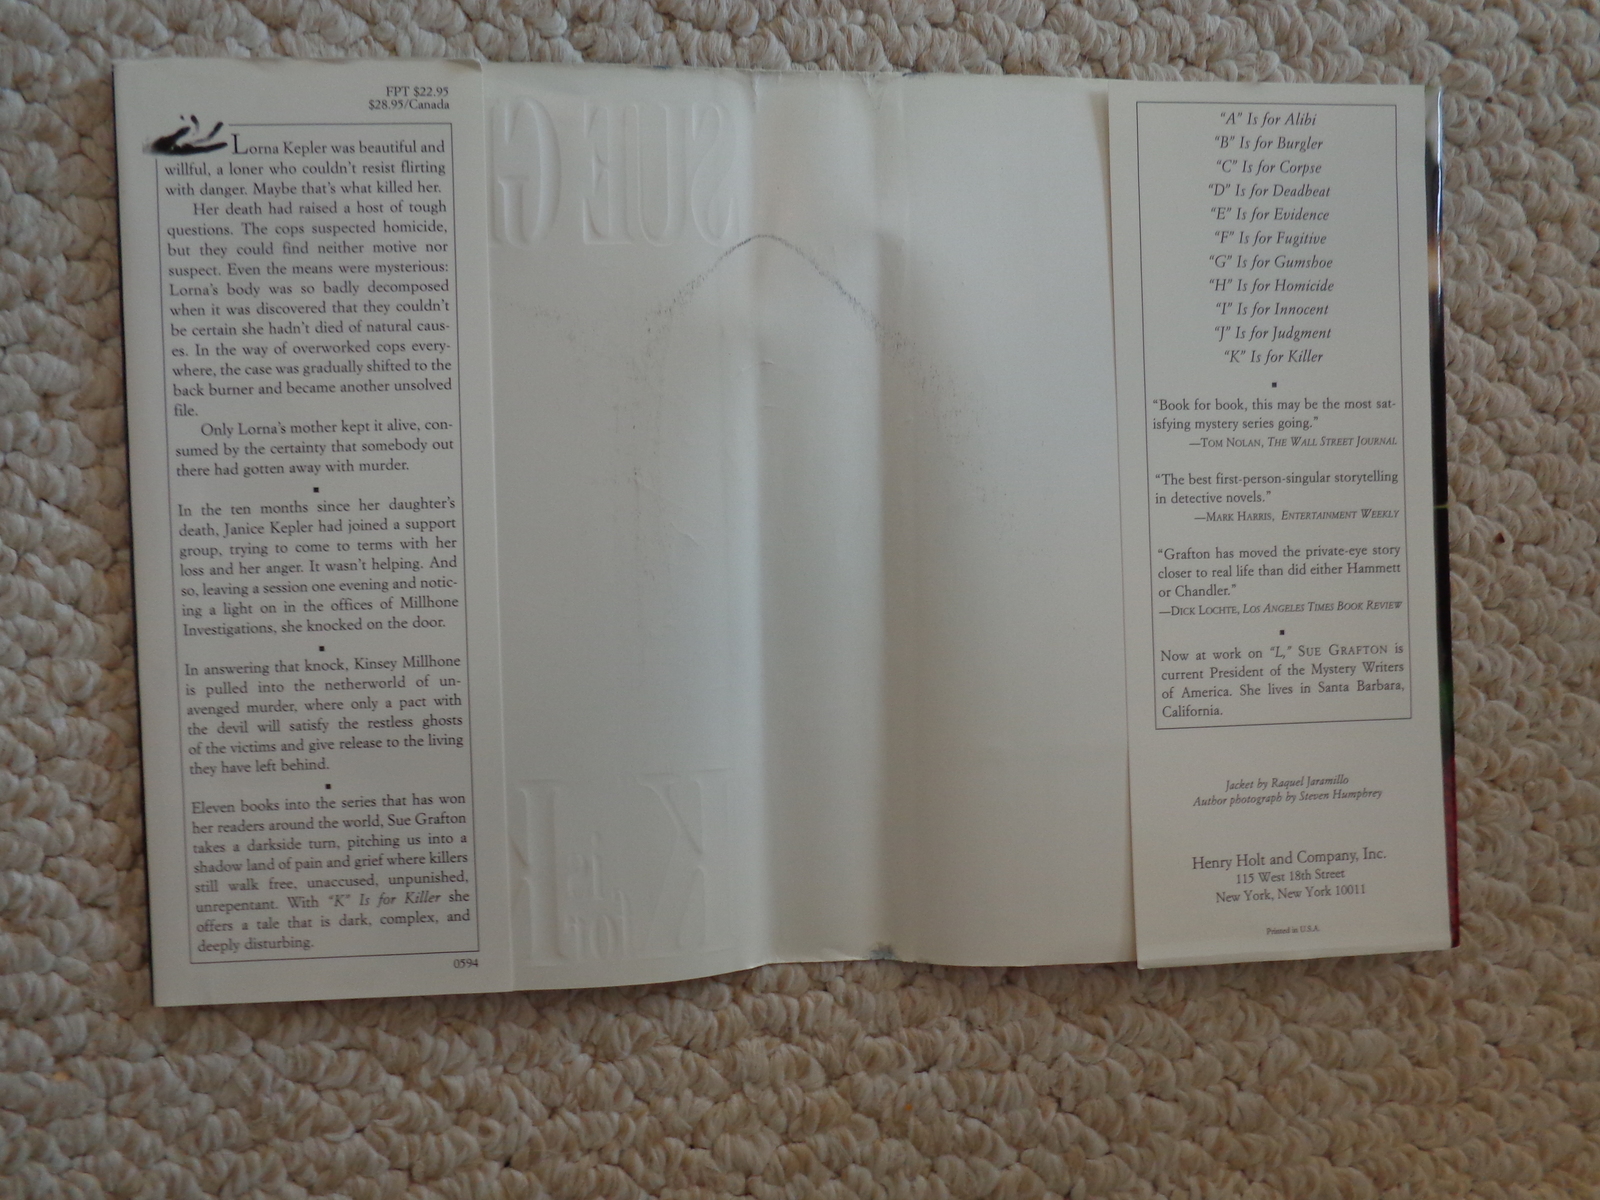 FPT $22.95
$28.95/Canada
Lorna Kepler was beautiful and
willful, a loner who couldn't resist flirting
with danger. Maybe that's what killed her.
Her death had raised a host of tough
questions. The cops suspected homicide,
but they could find neither motive nor
suspect. Even the means were mysterious:
Lorna's body was so badly decomposed
when it was discovered that they couldn't
be certain she hadn't died of natural caus-
es. In the way of overworked cops every-
where, the case was gradually shifted to the
back burner and became another unsolved
file.
Only Lorna's mother kept it alive, con-
sumed by the certainty that somebody out
there had gotten away with murder.
In the ten months since her daughter's
death, Janice Kepler had joined a support
group, trying to come to terms with her
loss and her anger. It wasn't helping. And
so, leaving a session one evening and notic-
ing a light on in the offices of Millhone
Investigations, she knocked on the door.
In answering that knock, Kinsey Millhone
is pulled into the netherworld of un-
avenged murder, where only a pact with
the devil will satisfy the restless ghosts
of the victims and give release to the living
they have left behind.
Eleven books into the series that has won
her readers around the world, Sue Grafton
takes a darkside turn, pitching us into a
shadow land of pain and grief where killers
still walk free, unaccused, unpunished,
unrepentant. With "K" Is for Killer she
offers a tale that is dark, complex, and
deeply disturbing.
0594
SUE G
K is
for
"A" Is for Alibi
"B" Is for Burgler
"C" Is for Corpse
"D" Is for Deadbeat
"E" Is for Evidence
"F" Is for Fugitive
"G" Is for Gumshoe
"H" Is for Homicide
"I" Is for Innocent
"J" Is for Judgment
"K" Is for Killer
"Book for book, this may be the most sat-
isfying mystery series going."
—TOM NOLAN, THE WALL STREET JOURNAL
"The best first-person-singular storytelling
in detective novels."
—MARK HARRIS, ENTERTAINMENT WEEKLY
"Grafton has moved the private-eye story
closer to real life than did either Hammett
or Chandler."
—DICK LOCHTE, LOS ANGELES TIMES BOOK REVIEW
Now at work on "L," SUE GRAFTON is
current President of the Mystery Writers
of America. She lives in Santa Barbara,
California.
Jacket by Raquel Jaramillo
Author photograph by Steven Humphrey
Henry Holt and Company, Inc.
115 West 18th Street
New York, New York 10011
Printed in U.S.A.